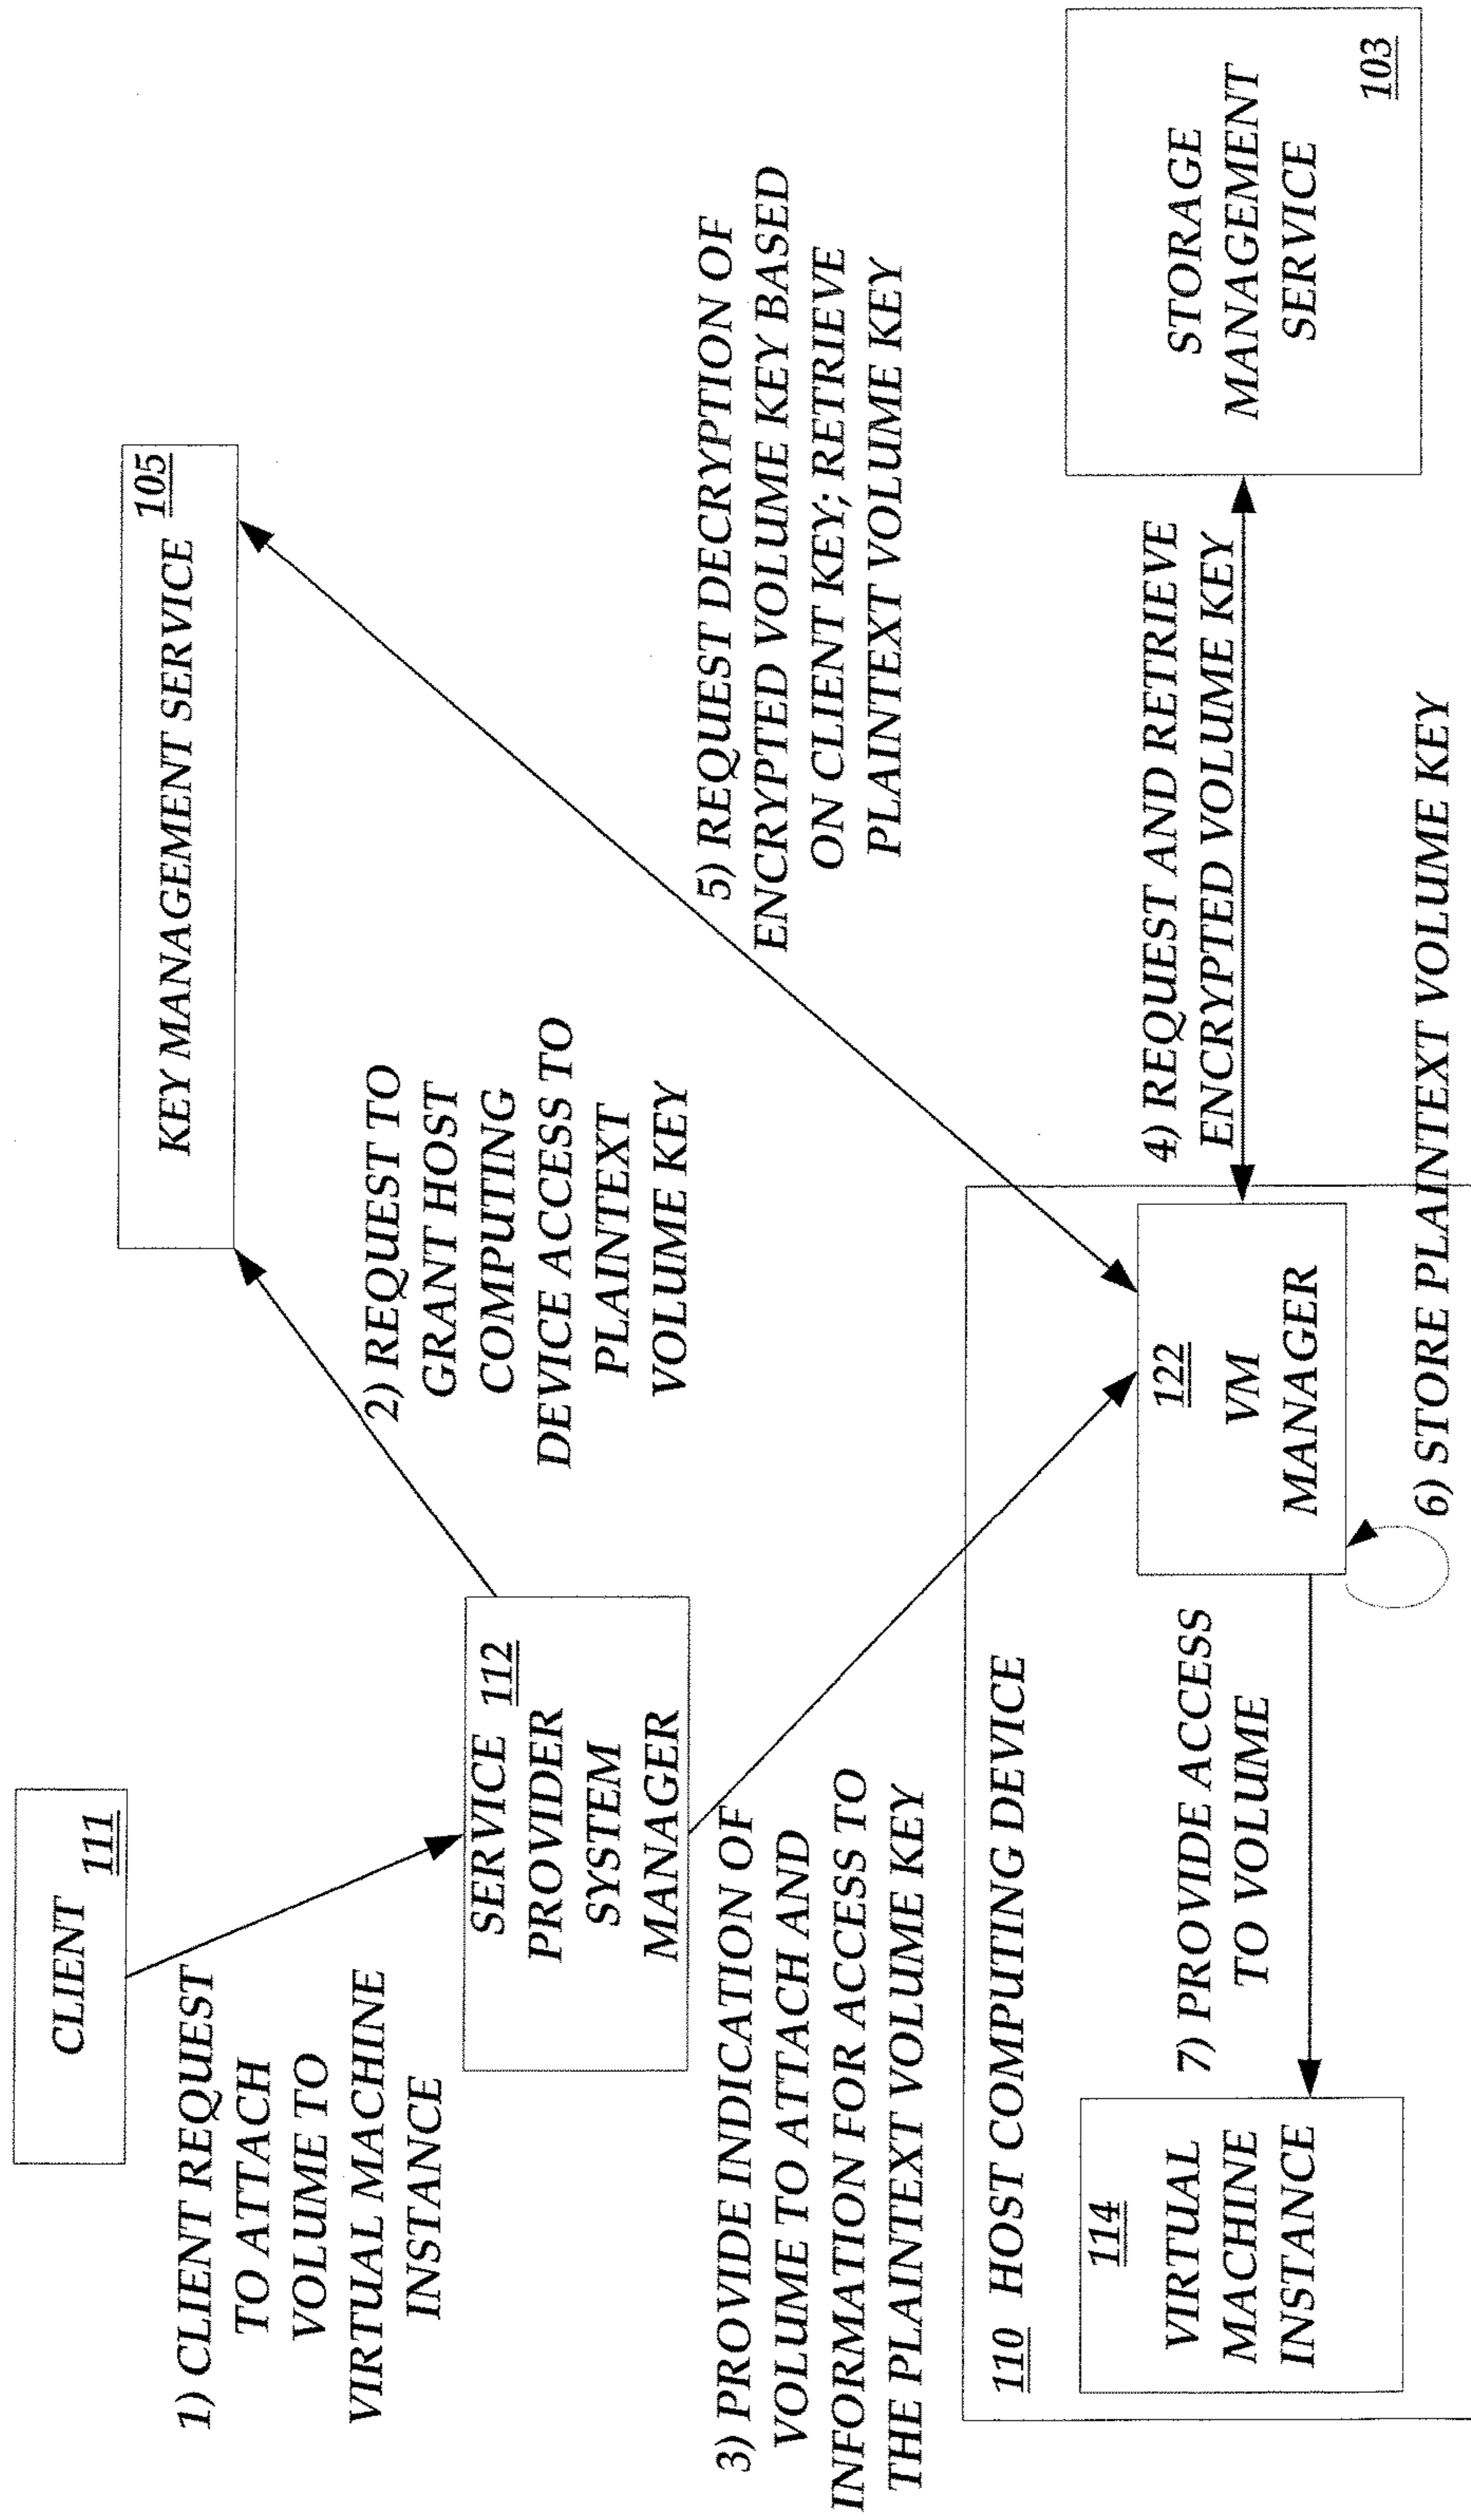 CLIENT
111
1) CLIENT REQUEST
TO ATTACH
VOLUME TO
VIRTUAL MACHINE
INSTANCE
KEY MANAGEMENT SERVICE
105
2) REQUEST TO
GRANT HOST
COMPUTING
DEVICE ACCESS TO
PLAINTEXT
VOLUME KEY
SERVICE 112
PROVIDER
SYSTEM
MANAGER
3) PROVIDE INDICATION OF
VOLUME TO ATTACH AND
INFORMATION FOR ACCESS TO
THE PLAINTEXT VOLUME KEY
5) REQUEST DECRYPTION OF
ENCRYPTED VOLUME KEY BASED
ON CLIENT KEY; RETRIEVE
PLAINTEXT VOLUME KEY
110 HOST COMPUTING DEVICE
114
VIRTUAL
MACHINE
INSTANCE
7) PROVIDE ACCESS
TO VOLUME
122
VM
MANAGER
4) REQUEST AND RETRIEVE
ENCRYPTED VOLUME KEY
STORAGE
MANAGEMENT
SERVICE
103
6) STORE PLAINTEXT VOLUME KEY